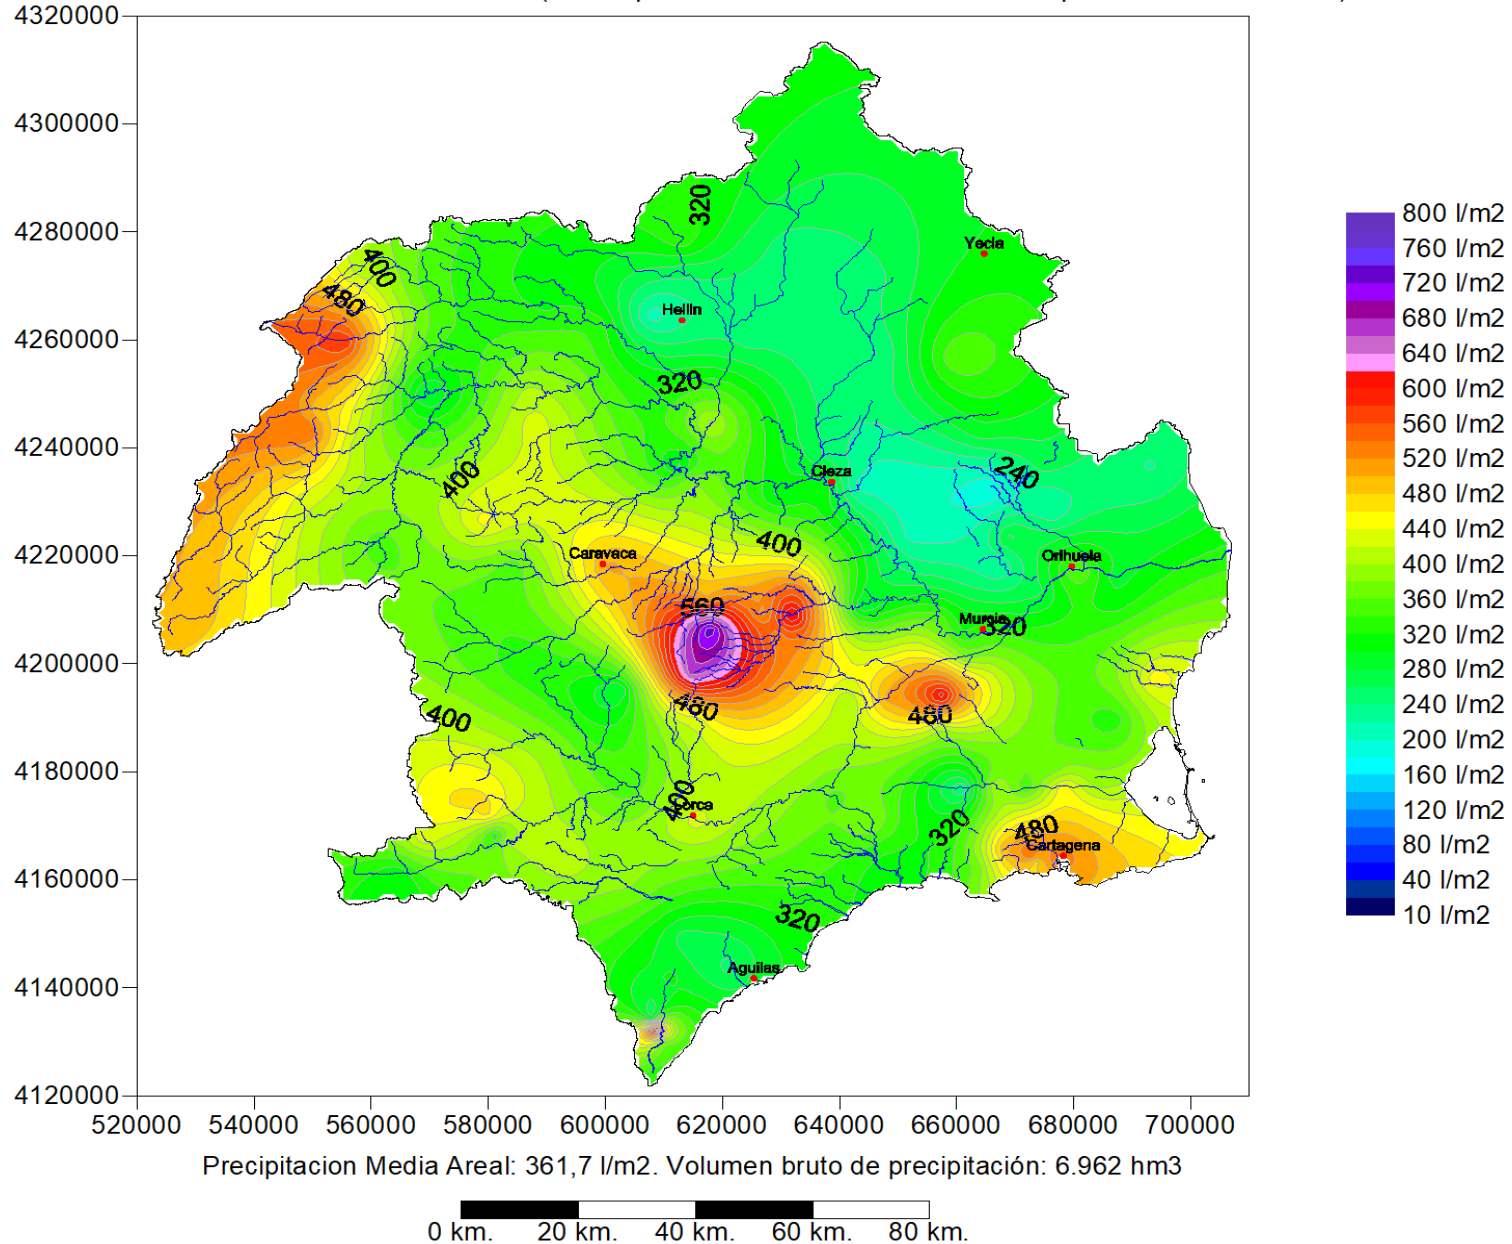 4320000
4300000
4280000
4260000
4240000
4220000
4200000
4180000
4160000
4140000
4120000
520000 540000 560000 580000 600000 620000 640000 660000 680000 700000
320
Yecla
400
480
Hellin
320
400
Cieza
240
Caravaca
400
Orihuela
560
Murcia
320
480
400
480
400
Lorca
320
480
Cartagena
320
Aguilas
800 l/m2
760 l/m2
720 l/m2
680 l/m2
640 l/m2
600 l/m2
560 l/m2
520 l/m2
480 l/m2
440 l/m2
400 l/m2
360 l/m2
320 l/m2
280 l/m2
240 l/m2
200 l/m2
160 l/m2
120 l/m2
80 l/m2
40 l/m2
10 l/m2
Precipitacion Media Areal: 361,7 l/m2. Volumen bruto de precipitación: 6.962 hm3
0 km. 20 km. 40 km. 60 km. 80 km.